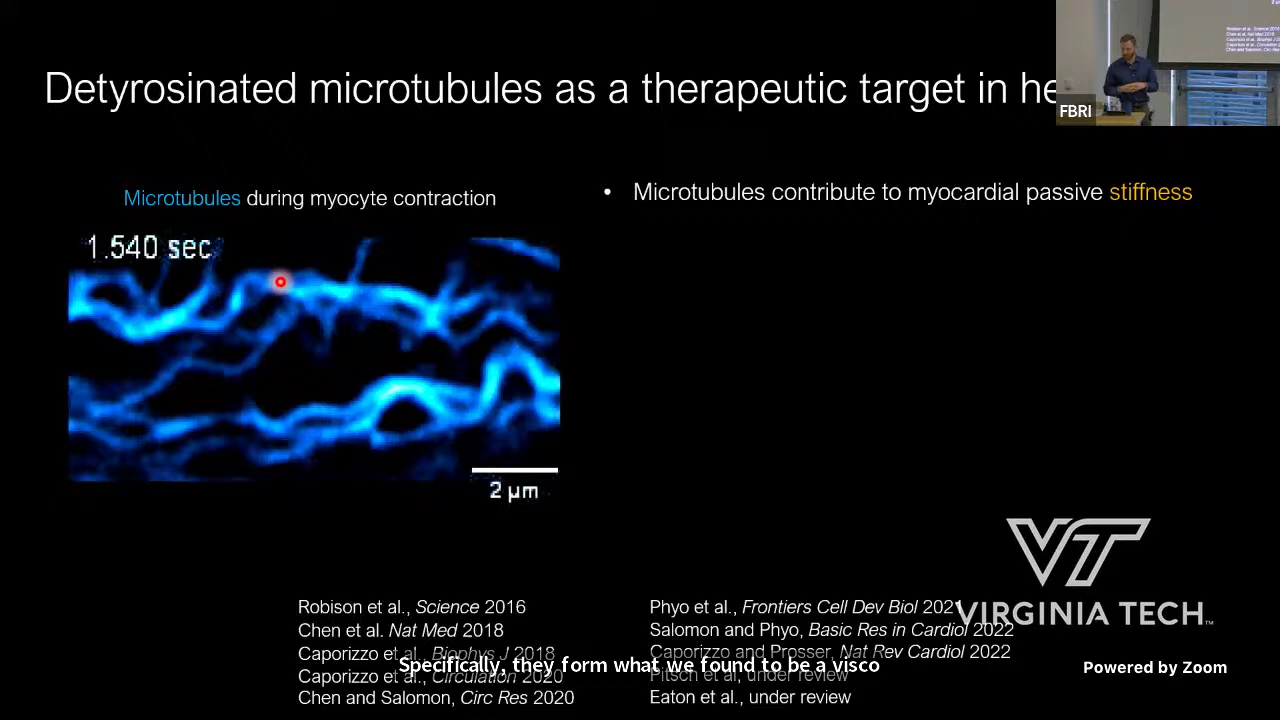 Detyrosinated microtubules as a therapeutic target in he
FBRI
Microtubules during myocyte contraction
• Microtubules contribute to myocardial passive stiffness
1.540 sec
2 μm
Robison et al., Science 2016
Chen et al. Nat Med 2018
Caporizzo et al., Biophys J 2018
Caporizzo et al., Circulation 2020
Chen and Salomon, Circ Res 2020
Phyo et al., Frontiers Cell Dev Biol 2021
Salomon and Phyo, Basic Res in Cardiol 2022
Caporizzo and Prosser, Nat Rev Cardiol 2022
Pitsch et al, under review
Eaton et al., under review
Specifically, they form what we found to be a visco
VT
VIRGINIA TECH™
Powered by Zoom